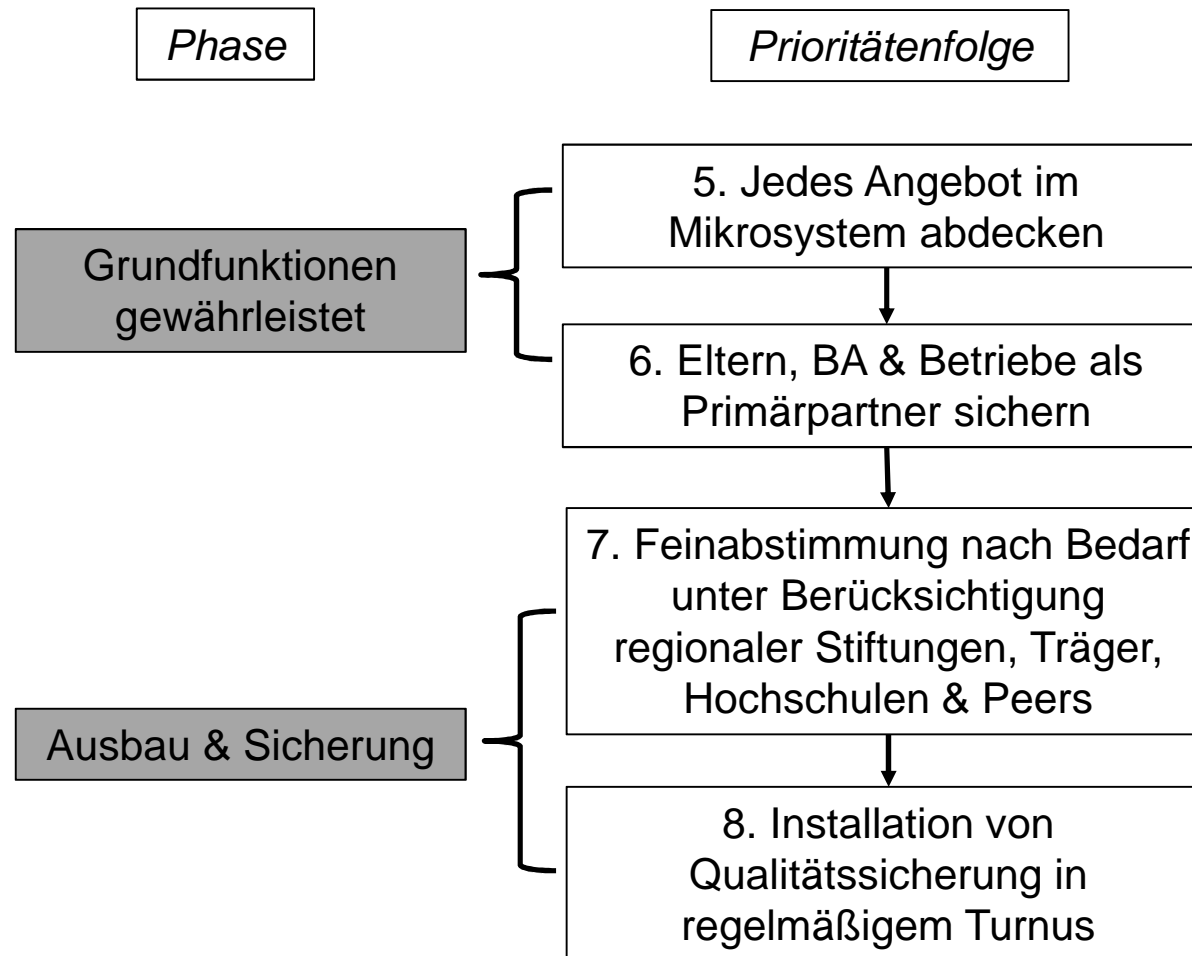 Phase
Prioritätenfolge
5. Jedes Angebot im
Mikrosystem abdecken
Grundfunktionen
gewährleistet
6. Eltern, BA & Betriebe als
Primärpartner sichern
7. Feinabstimmung nach Bedarf
unter Berücksichtigung
regionaler Stiftungen, Träger,
Hochschulen & Peers
Ausbau & Sicherung
8. Installation von
Qualitätssicherung in
regelmäßigem Turnus